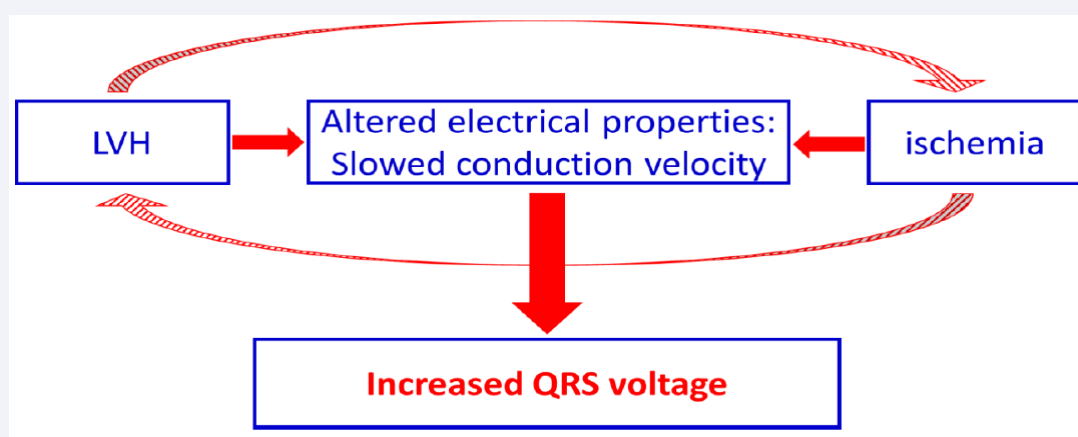 LVH
Altered electrical properties:
Slowed conduction velocity
ischemia
Increased QRS voltage